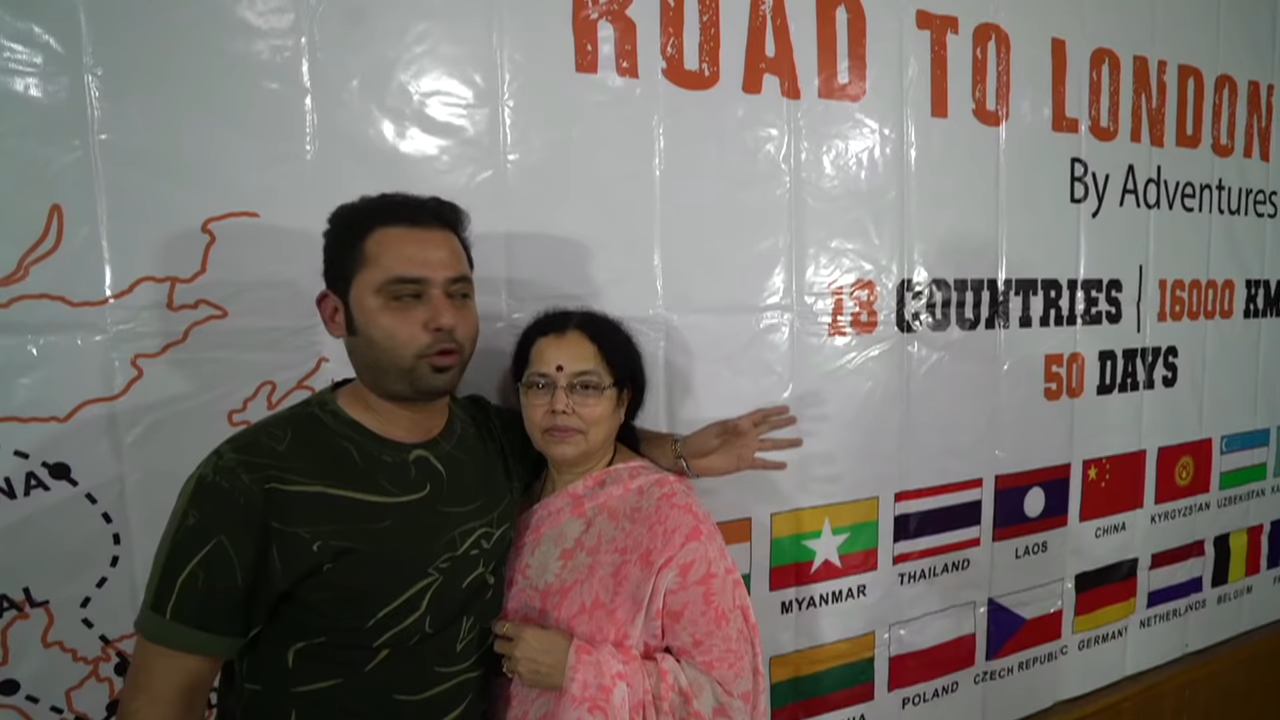 ROAD TO LONDON
By Adventures
18 COUNTRIES | 16000 KM
50 DAYS
MYANMAR
THAILAND
LAOS
CHINA
KYRGYZSTAN
UZBEKISTAN
POLAND
CZECH REPUBLIC
GERMANY
NETHERLANDS
BELGIUM